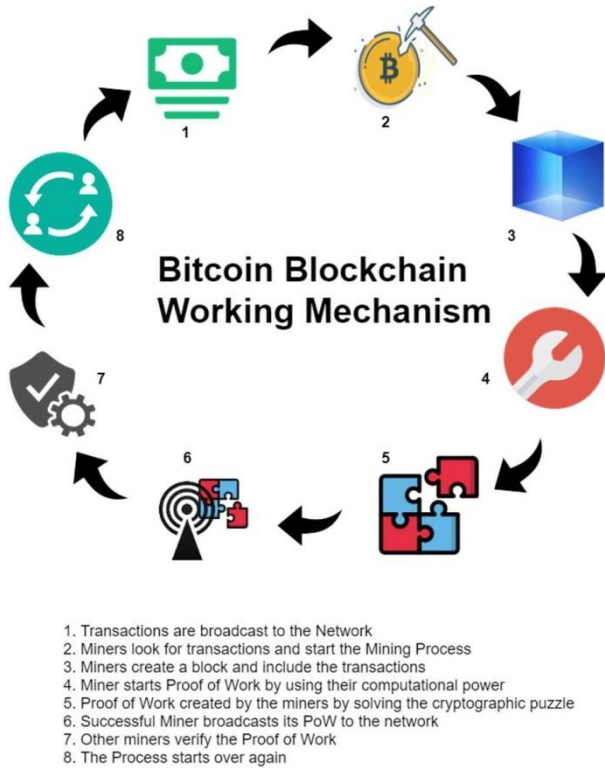 1
2
3
8
Bitcoin Blockchain
Working Mechanism
4
7
6
5
1. Transactions are broadcast to the Network
2. Miners look for transactions and start the Mining Process
3. Miners create a block and include the transactions
4. Miner starts Proof of Work by using their computational power
5. Proof of Work created by the miners by solving the cryptographic puzzle
6. Successful Miner broadcasts its PoW to the network
7. Other miners verify the Proof of Work
8. The Process starts over again